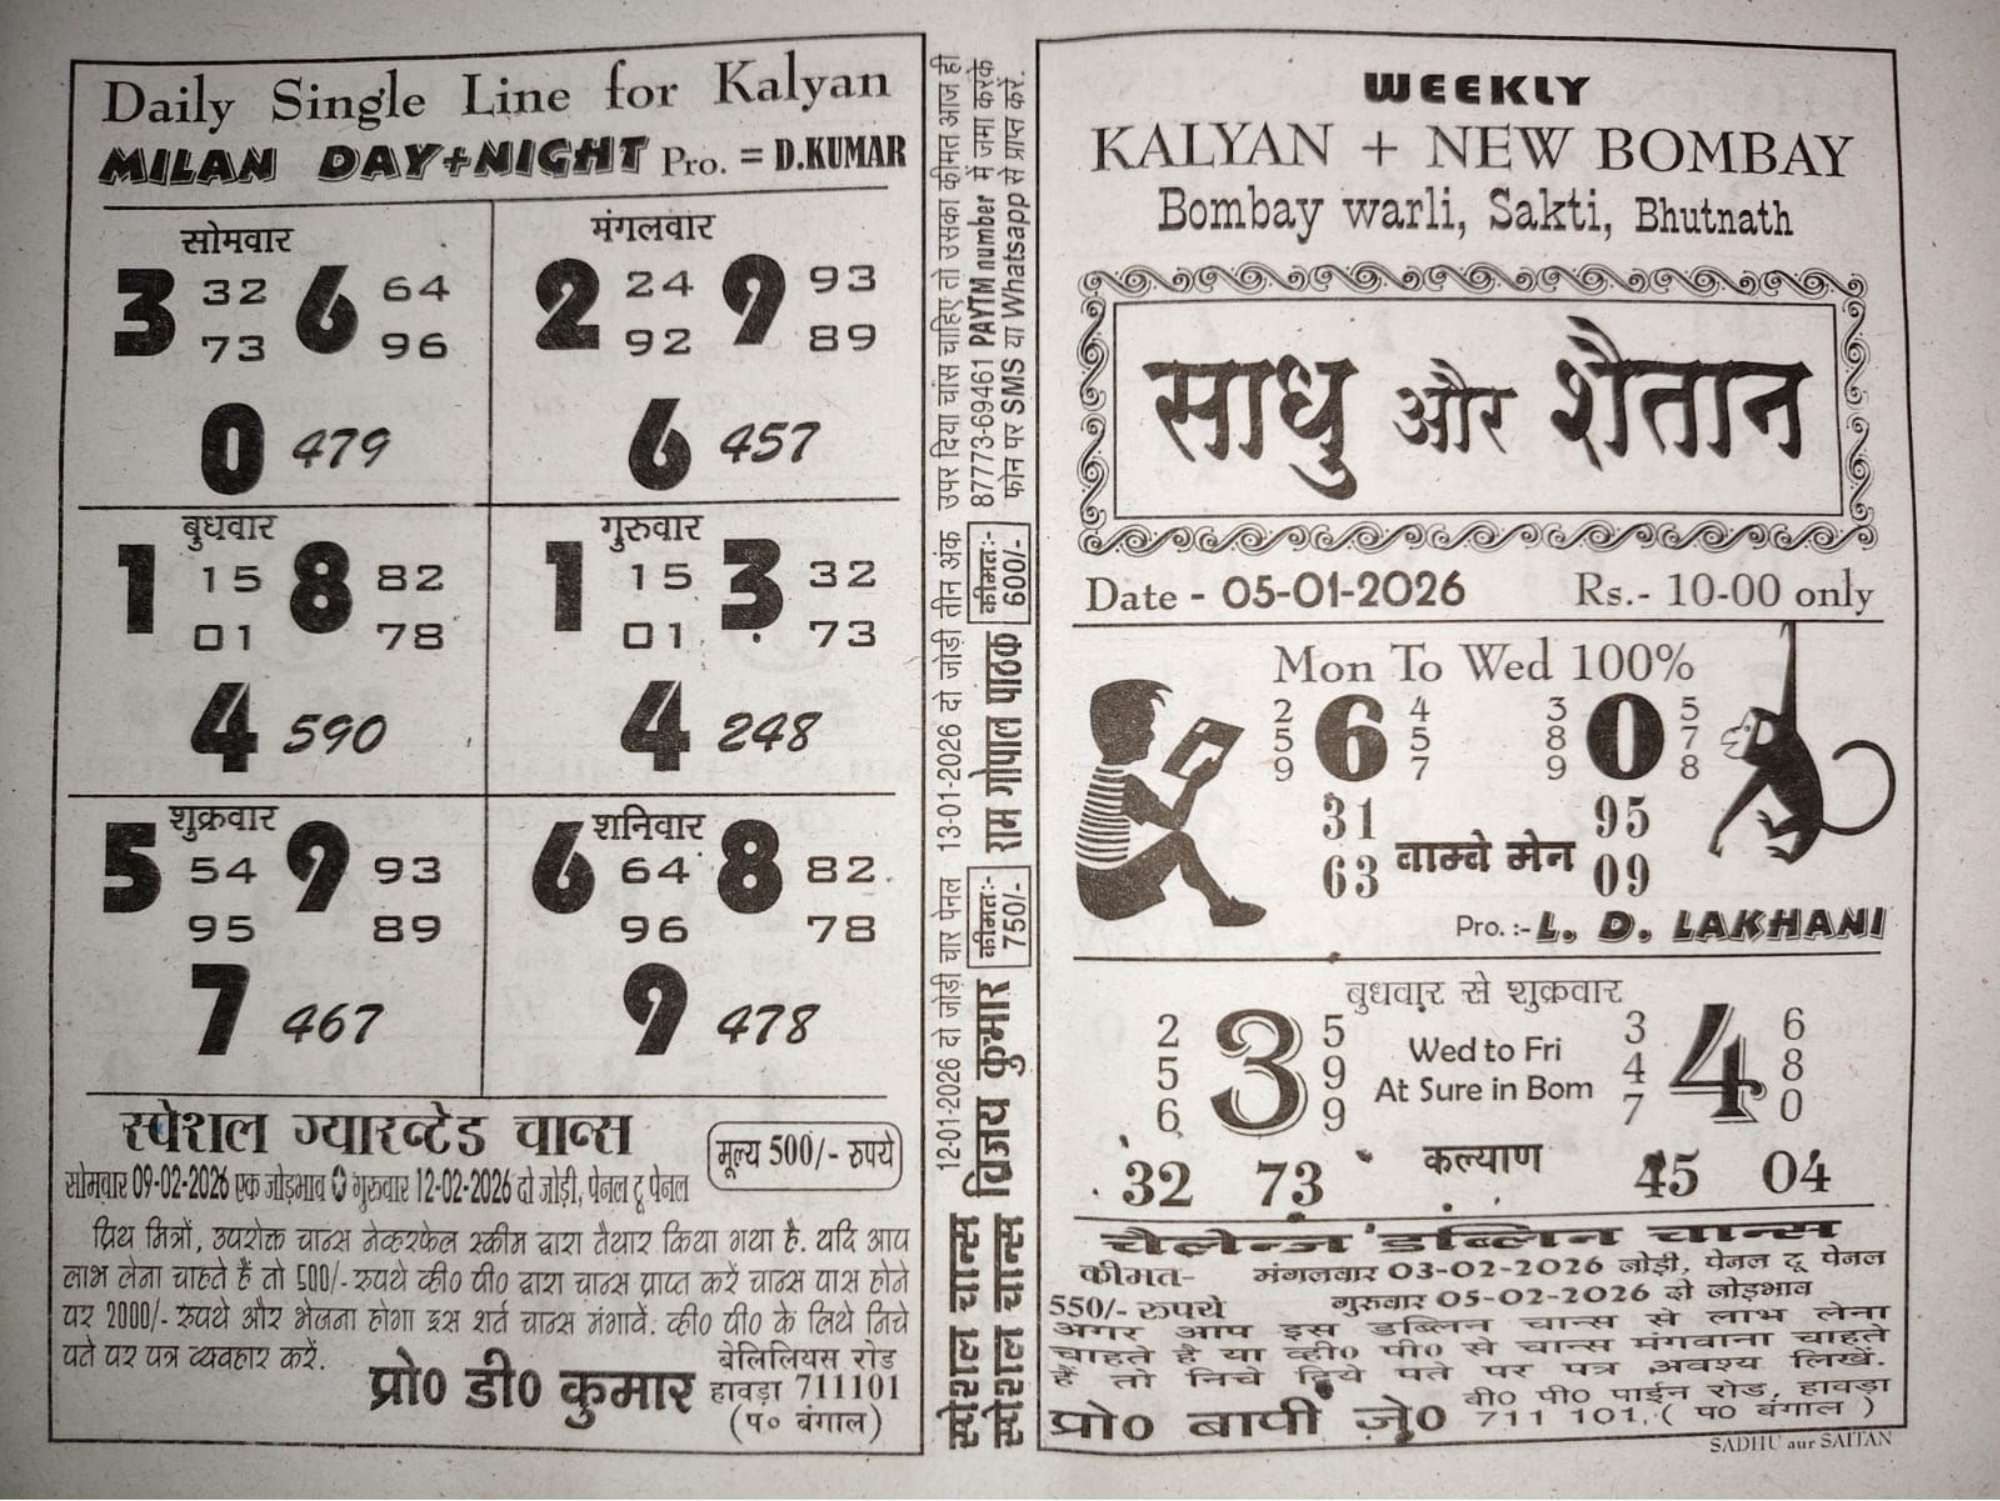 Daily Single Line for Kalyan
MILAN DAY+NIGHT Pro. = D.KUMAR
सोमवार
3 32 6 64
73 96
0 479
मंगलवार
2 24 9 93
92 89
6 457
बुधवार
1 15 8 82
01 78
4 590
गुरुवार
1 15 3 32
01 73
4 248
शुक्रवार
5 54 9 93
95 89
7 467
शनिवार
6 64 8 82
96 78
9 478
स्पेशल ग्यारन्टेड चान्स
मूल्य 500/- रुपये
सोमवार 09-02-2026 एक जोड़भाव गुरुवार 12-02-2026 दो जोड़ी, पेनल टू पेनल
प्रिय मित्रों, उपरोक्त चान्स नेव्हरफेल स्कीम द्वारा तैयार किया गया है. यदि आप
लाभ लेना चाहते हैं तो 500/- रुपये व्ही० पी० द्वारा चान्स प्राप्त करें चान्स पास होने
पर 2000/- रुपये और भेजना होगा इस शर्त चान्स मंगावें. व्ही० पी० के लिये निचे
पते पर पत्र व्यवहार करें.
प्रो० डी० कुमार
बेलिलियस रोड
हावड़ा 711101
(प० बंगाल)
स्पेशल चान्स 12-01-2026 दो जोड़ी चार पेनल 13-01-2026 दो जोड़ी तीन अंक उपर दिया चांस चाहिए तो उसका कीमत आज ही
स्पेशल चान्स विजय कुमार कीमत:- 750/- राम गोपाल पाठक कीमत:- 600/- 87773-69461 PAYTM number में जमा करके
फोन पर SMS या Whatsapp से प्राप्त करें.
WEEKLY
KALYAN + NEW BOMBAY
Bombay warli, Sakti, Bhutnath
साधु और शैतान
Date - 05-01-2026 Rs.- 10-00 only
Mon To Wed 100%
2 6 4 3 0 5
5 5 8 7
9 7 9 8
31 95
63 बाम्बे मेन 09
Pro. :- L. D. LAKHANI
बुधवार से शुक्रवार
2 3 5 3 4 6
5 9 Wed to Fri 4 8
6 9 At Sure in Bom 7 0
32 73 कल्याण 45 04
चैलेन्ज डब्लिन चान्स
कीमत- मंगलवार 03-02-2026 जोड़ी, पेनल टू पेनल
550/- रुपये गुरुवार 05-02-2026 दो जोड़भाव
अगर आप इस डब्लिन चान्स से लाभ लेना
चाहते है या व्ही० पी० से चान्स मंगवाना चाहते
हैं तो निचे दिये पते पर पत्र अवश्य लिखें.
प्रो० बापी जे०
बी० पी० पाईन रोड, हावड़ा
711 101, ( प० बंगाल )
SADHU aur SAITAN